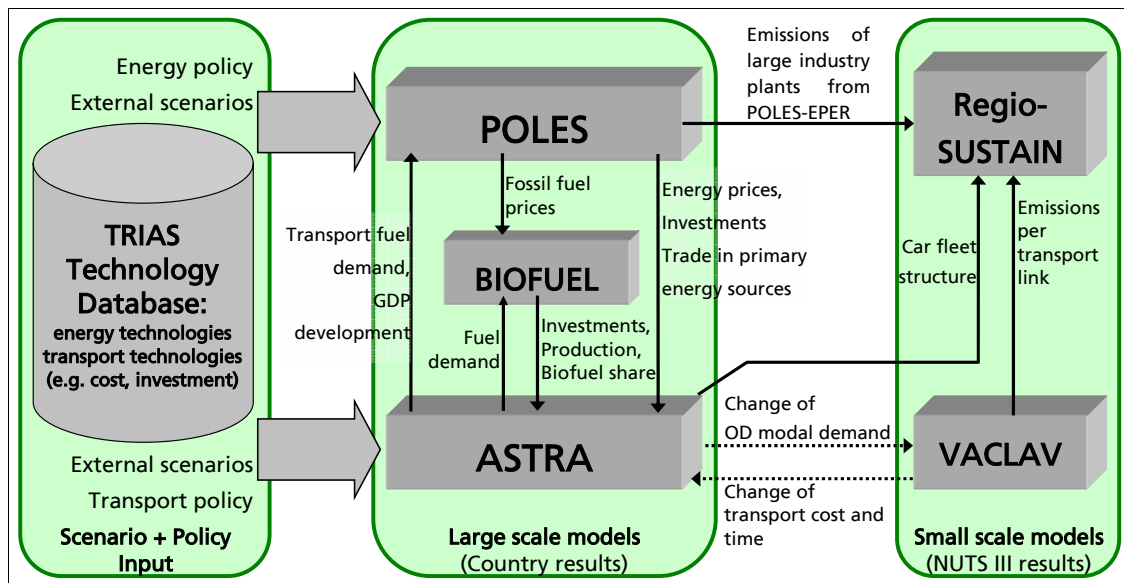 Energy policy
External scenarios
TRIAS
Technology
Database:
energy technologies
transport technologies
(e.g. cost, investment)
External scenarios
Transport policy
Scenario + Policy
Input
POLES
Fossil fuel
prices
Energy prices,
Investments
Trade in primary
energy sources
Transport fuel
demand,
GDP
development
BIOFUEL
Fuel
demand
Investments,
Production,
Biofuel share
ASTRA
Large scale models
(Country results)
Emissions of
large industry
plants from
POLES-EPER
Regio-
SUSTAIN
Car fleet
structure
Emissions
per
transport
link
Change of
OD modal demand
Change of
transport cost and
time
VACLAV
Small scale models
(NUTS III results)